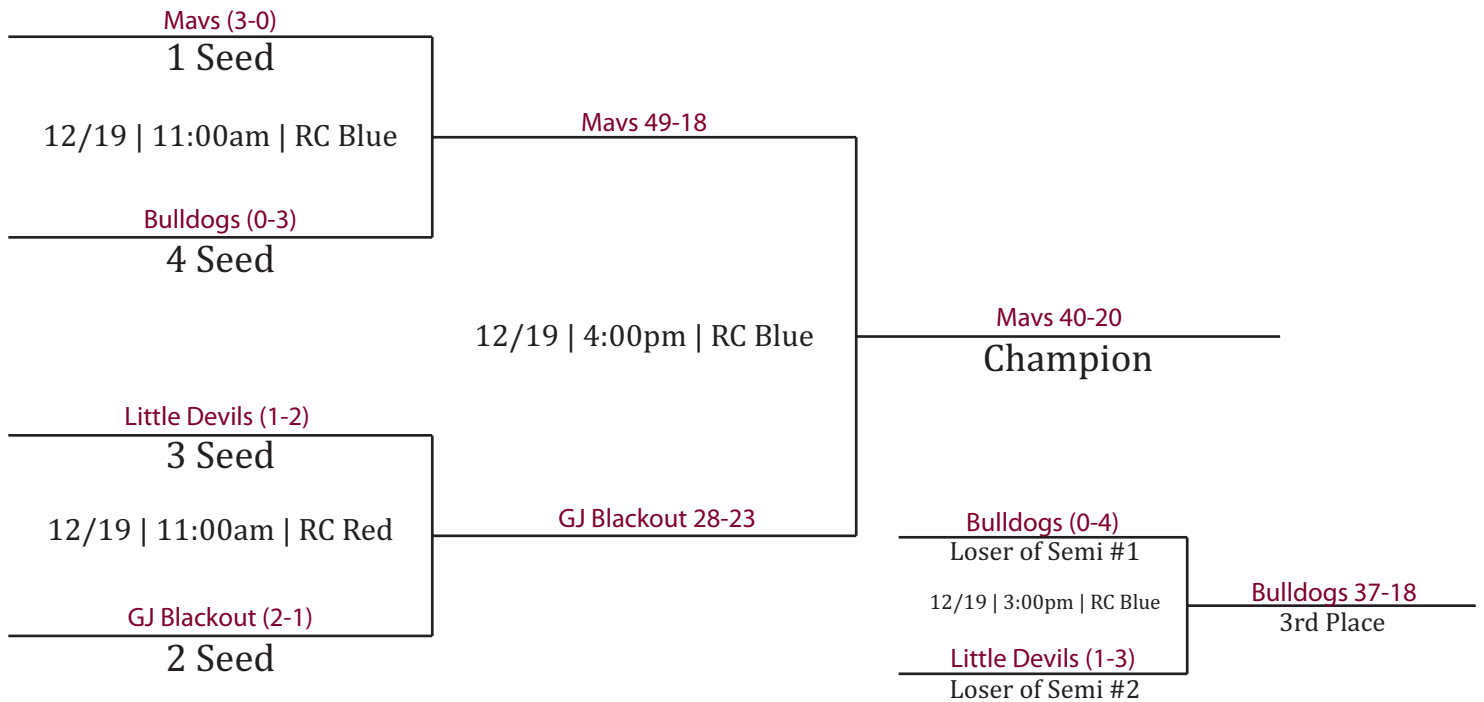 Mavs (3-0)
1 Seed
12/19 | 11:00am | RC Blue
Bulldogs (0-3)
4 Seed
Mavs 49-18
12/19 | 4:00pm | RC Blue
Mavs 40-20
Champion
Little Devils (1-2)
3 Seed
12/19 | 11:00am | RC Red
GJ Blackout (2-1)
2 Seed
GJ Blackout 28-23
Bulldogs (0-4)
Loser of Semi #1
12/19 | 3:00pm | RC Blue
Little Devils (1-3)
Loser of Semi #2
Bulldogs 37-18
3rd Place